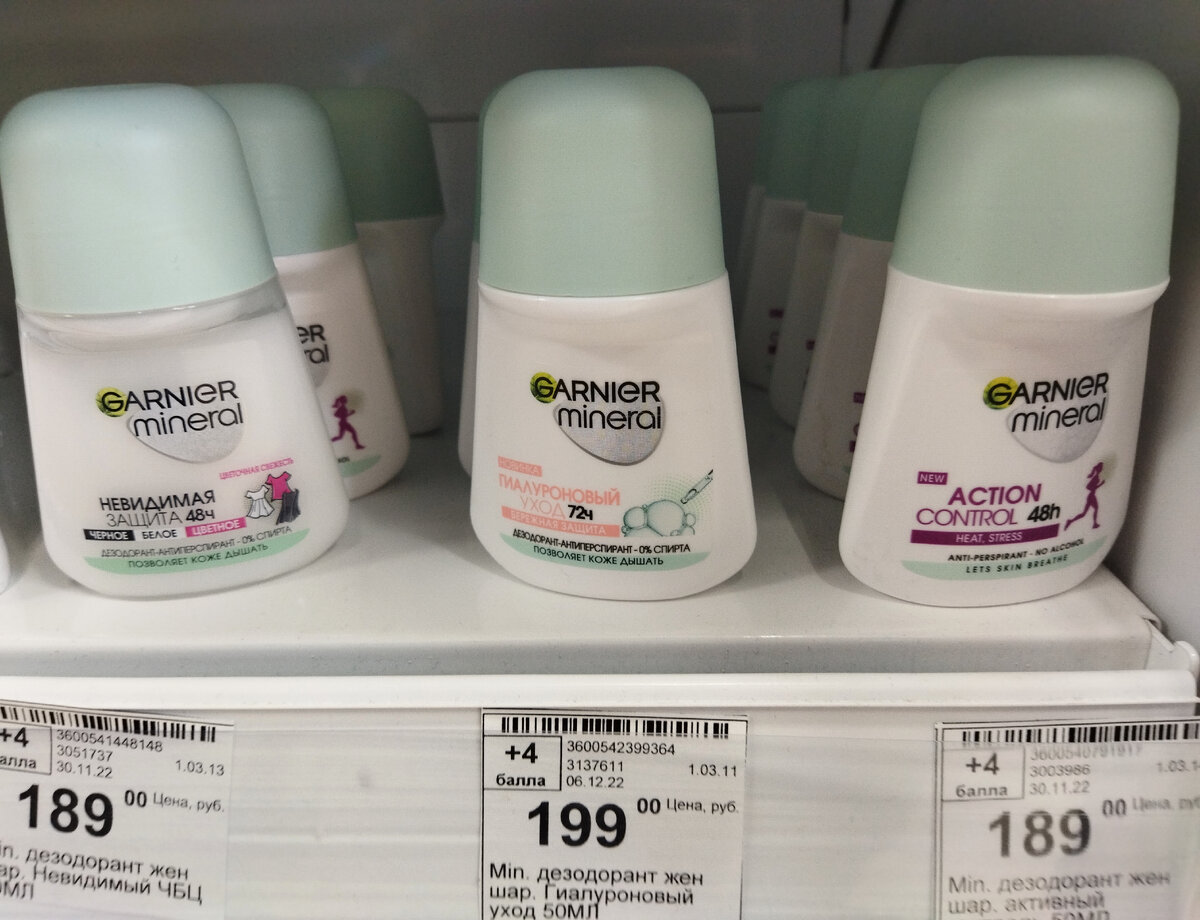 GARNIER
mineral
ЦВЕТОЧНАЯ СВЕЖЕСТЬ
НЕВИДИМАЯ
ЗАЩИТА 48ч
ЧЕРНОЕ БЕЛОЕ ЦВЕТНОЕ
ДЕЗОДОРАНТ-АНТИПЕРСПИРАНТ - 0% СПИРТА
ПОЗВОЛЯЕТ КОЖЕ ДЫШАТЬ
GARNIER
mineral
НОВИНКА
ГИАЛУРОНОВЫЙ
УХОД 72ч
БЕРЕЖНАЯ ЗАЩИТА
ДЕЗОДОРАНТ-АНТИПЕРСПИРАНТ - 0% СПИРТА
ПОЗВОЛЯЕТ КОЖЕ ДЫШАТЬ
GARNIER
mineral
NEW
ACTION
CONTROL 48h
HEAT, STRESS
ANTI-PERSPIRANT - NO ALCOHOL
LETS SKIN BREATHE
+4
3600541448148
3051737
30.11.22
1.03.13
189 00 Цена, руб.
дезодорант жен
Невидимый ЧБЦ
+4
балла
3600542399364
3137611
06.12.22
1.03.11
199 00 Цена, руб.
Min. дезодорант жен
шар. Гиалуроновый
уход 50МЛ
+4
балла
3003986
30.11.22
189 00 Цена,
Min. дезодорант жен
шар. активный